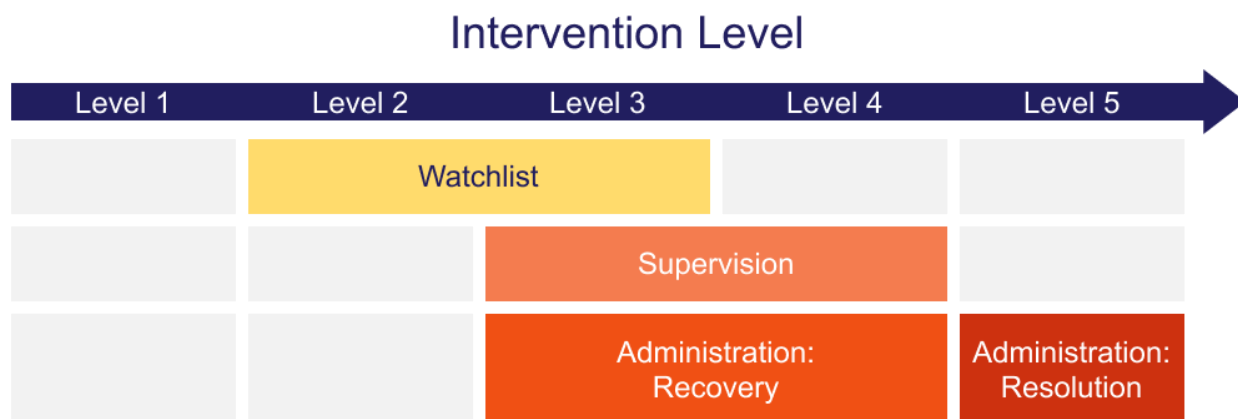 Intervention Level
Level 1 Level 2 Level 3 Level 4 Level 5
Watchlist
Supervision
Administration:
Recovery
Administration:
Resolution